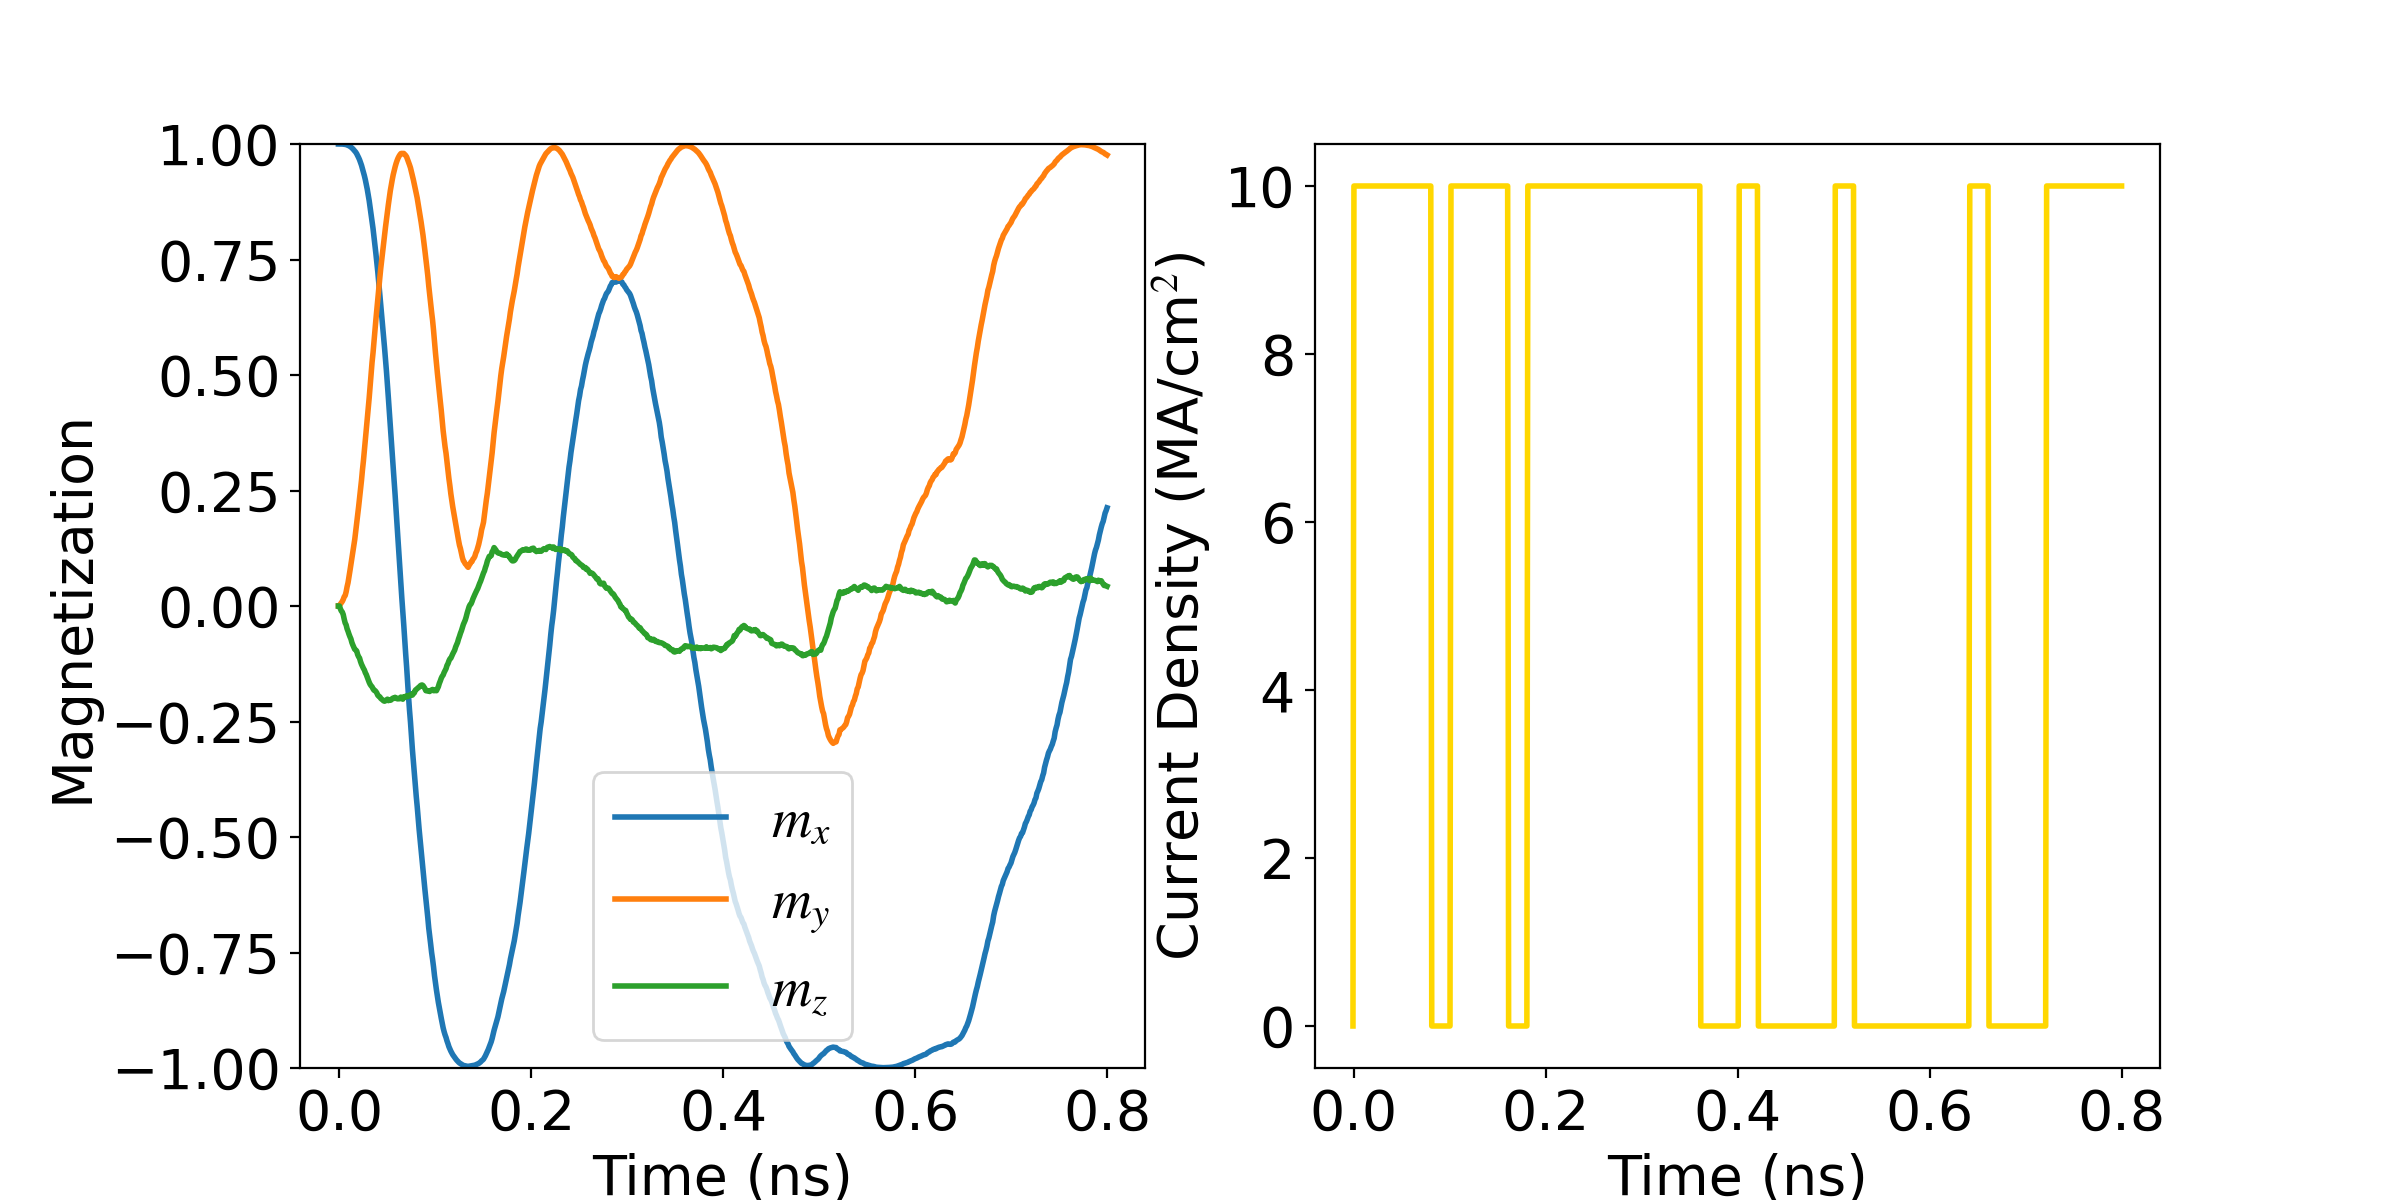 1.00
0.75
0.50
0.25
0.00
−0.25
−0.50
−0.75
−1.00
Magnetization
0.0 0.2 0.4 0.6 0.8
Time (ns)
m_x
m_y
m_z
10
8
6
4
2
0
Current Density (MA/cm²)
0.0 0.2 0.4 0.6 0.8
Time (ns)